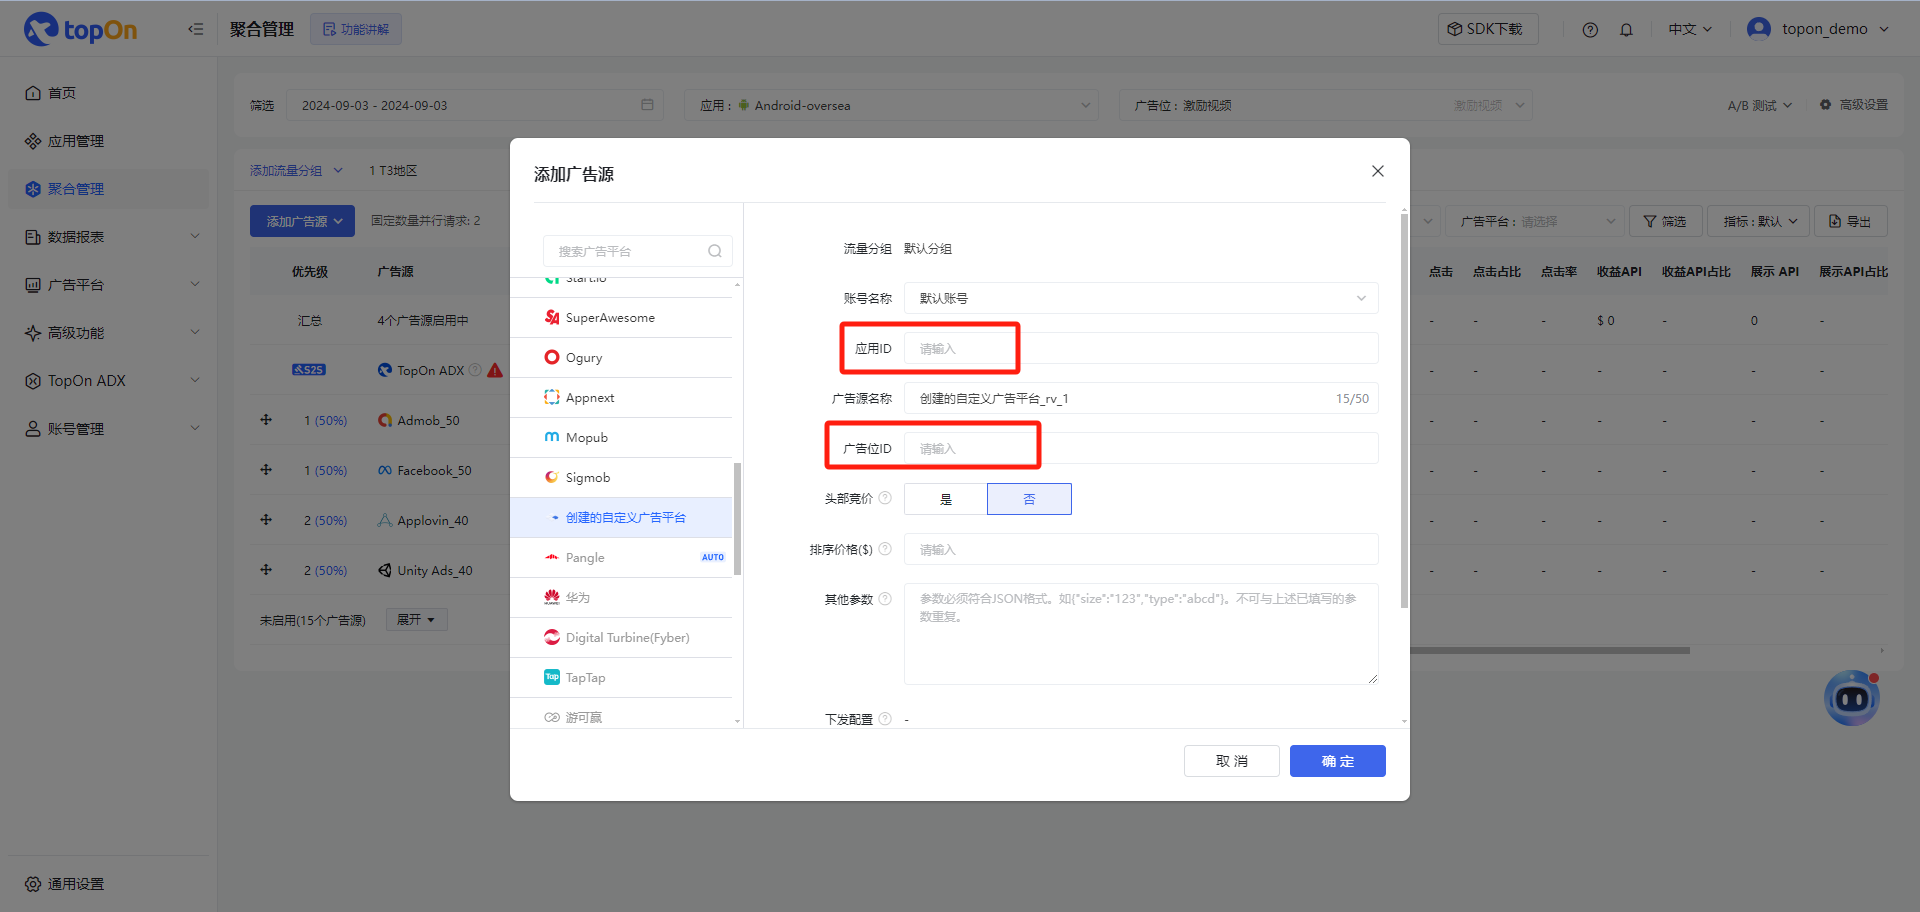 topOn
聚合管理
功能讲解
SDK下载
中文
topon_demo
首页
应用管理
聚合管理
数据报表
广告平台
高级功能
TopOn ADX
账号管理
通用设置
筛选
2024-09-03 - 2024-09-03
应用 :
Android-oversea
广告位 : 激励视频
激励视频
A/B 测试
高级设置
添加流量分组
1 T3地区
添加广告源
固定数量并行请求: 2
广告平台 : 请选择
筛选
指标 : 默认
导出
优先级
广告源
点击
点击占比
点击率
收益API
收益API占比
展示 API
展示API占比
汇总
4个广告源启用中
-
-
-
$ 0
-
0
-
S2S
TopOn ADX
-
-
-
-
-
1 (50%)
Admob_50
-
-
-
-
-
1 (50%)
Facebook_50
-
-
-
-
-
2 (50%)
Applovin_40
-
-
-
-
-
2 (50%)
Unity Ads_40
-
-
-
-
-
未启用(15个广告源)
展开
添加广告源
搜索广告平台
Start.io
SuperAwesome
Ogury
Appnext
Mopub
Sigmob
创建的自定义广告平台
Pangle
AUTO
华为
Digital Turbine(Fyber)
Tap
TapTap
游可赢
流量分组
默认分组
账号名称
默认账号
应用ID
请输入
广告源名称
创建的自定义广告平台_rv_1
15/50
广告位ID
请输入
头部竞价
是
否
排序价格($)
请输入
其他参数
参数必须符合JSON格式。如{"size":"123","type":"abcd"}。不可与上述已填写的参
数重复。
下发配置
-
取 消
确 定